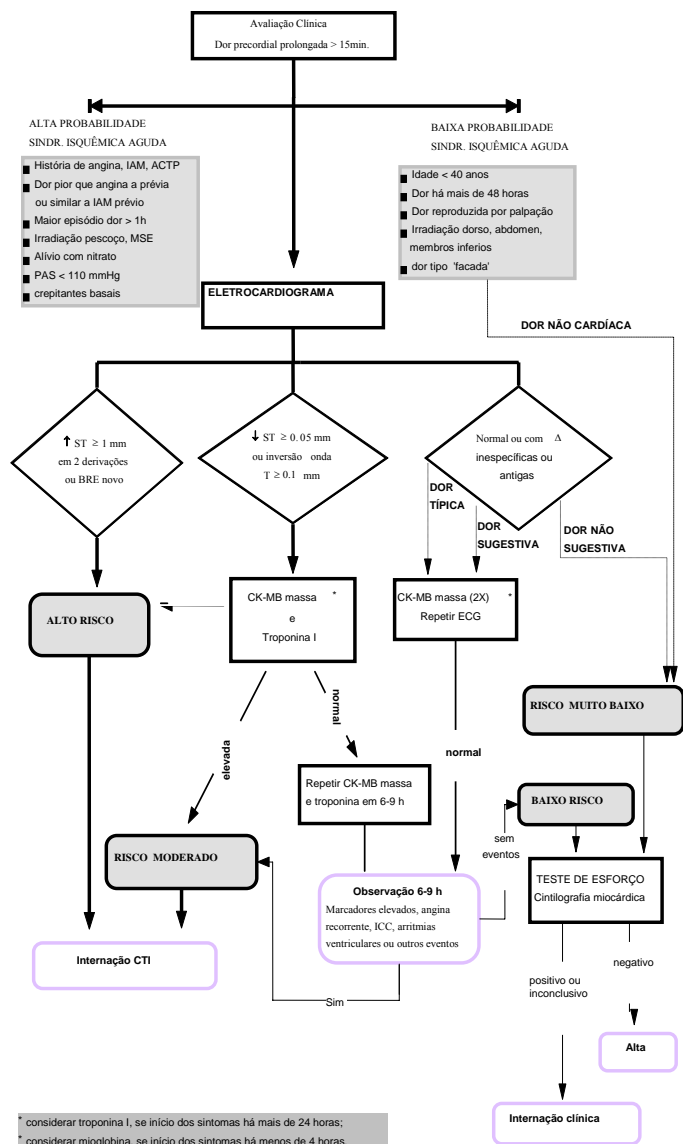 Avaliação Clínica
Dor precordial prolongada > 15min.
ALTA PROBABILIDADE
SINDR. ISQUÊMICA AGUDA
História de angina, IAM, ACTP
Dor pior que angina a prévia
ou similar a IAM prévio
Maior episódio dor > 1h
Irradiação pescoço, MSE
Alívio com nitrato
PAS < 110 mmHg
crepitantes basais
BAIXA PROBABILIDADE
SINDR. ISQUÊMICA AGUDA
Idade < 40 anos
Dor há mais de 48 horas
Dor reproduzida por palpação
Irradiação dorso, abdomen,
membros inferios
dor tipo 'facada'
ELETROCARDIOGRAMA
DOR NÃO CARDÍACA
↑ ST ≥ 1 mm
em 2 derivações
ou BRE novo
↓ ST ≥ 0.05 mm
ou inversão onda
T ≥ 0.1 mm
Normal ou com Δ
inespecíficas ou
antigas
DOR
TÍPICA
DOR
SUGESTIVA
DOR NÃO
SUGESTIVA
ALTO RISCO
CK-MB massa *
e
Troponina I
CK-MB massa (2X) *
Repetir ECG
RISCO MUITO BAIXO
elevada
normal
normal
Repetir CK-MB massa
e troponina em 6-9 h
BAIXO RISCO
sem
eventos
RISCO MODERADO
Observação 6-9 h
Marcadores elevados, angina
recorrente, ICC, arritmias
ventriculares ou outros eventos
TESTE DE ESFORÇO
Cintilografia miocárdica
Internação CTI
Sim
positivo ou
inconclusivo
negativo
Alta
Internação clínica
* considerar troponina I, se início dos sintomas há mais de 24 horas;
* considerar mioglobina, se início dos sintomas há menos de 4 horas.